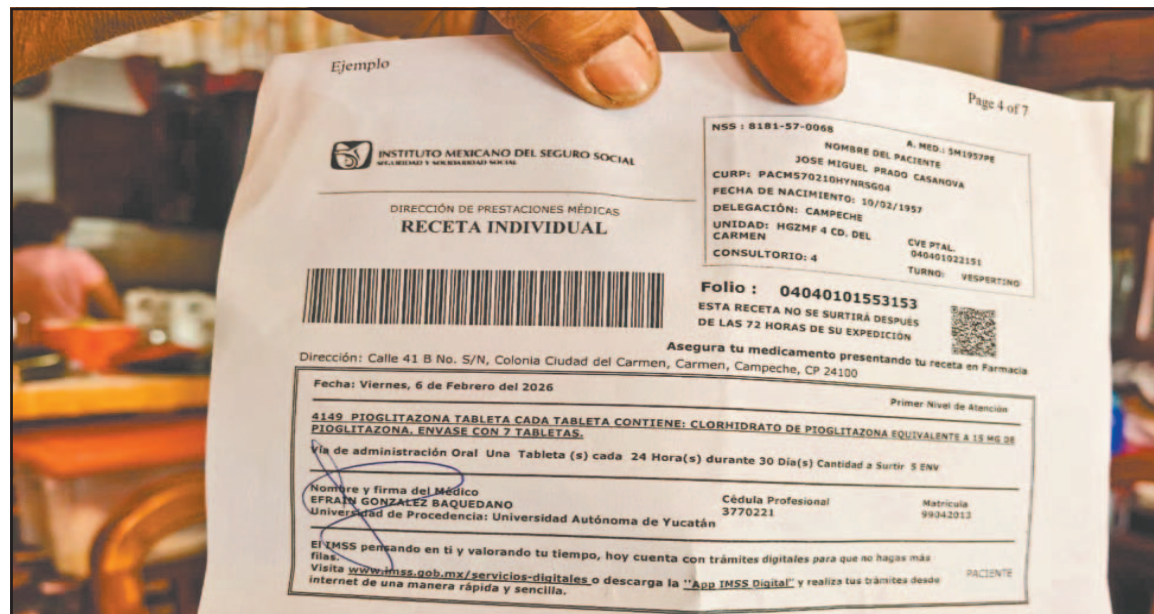 Ejemplo
Page 4 of 7
INSTITUTO MEXICANO DEL SEGURO SOCIAL
SEGURIDAD Y SOLIDARIDAD SOCIAL
DIRECCIÓN DE PRESTACIONES MÉDICAS
RECETA INDIVIDUAL
NSS : 8181-57-0068
A. MED.: 5M1957PE
NOMBRE DEL PACIENTE
JOSE MIGUEL PRADO CASANOVA
CURP: PACM570210HYNRSG04
FECHA DE NACIMIENTO: 10/02/1957
DELEGACIÓN: CAMPECHE
UNIDAD: HGZMF 4 CD. DEL
CARMEN
CVE PTAL.
040401022151
CONSULTORIO: 4
TURNO: VESPERTINO
Folio : 04040101553153
ESTA RECETA NO SE SURTIRÁ DESPUÉS
DE LAS 72 HORAS DE SU EXPEDICIÓN
Asegura tu medicamento presentando tu receta en Farmacia
Dirección: Calle 41 B No. S/N, Colonia Ciudad del Carmen, Carmen, Campeche, CP 24100
Fecha: Viernes, 6 de Febrero del 2026
Primer Nivel de Atención
4149 PIOGLITAZONA TABLETA CADA TABLETA CONTIENE: CLORHIDRATO DE PIOGLITAZONA EQUIVALENTE A 15 MG DE
PIOGLITAZONA. ENVASE CON 7 TABLETAS.
Vía de administración Oral Una Tableta (s) cada 24 Hora(s) durante 30 Día(s) Cantidad a Surtir 5 ENV
Nombre y firma del Médico
EFRAIN GONZALEZ BAQUEDANO
Universidad de Procedencia: Universidad Autónoma de Yucatán
Cédula Profesional
3770221
Matricula
99042013
El IMSS pensando en ti y valorando tu tiempo, hoy cuenta con trámites digitales para que no hagas más
filas.
Visita www.imss.gob.mx/servicios-digitales o descarga la "App IMSS Digital" y realiza tus trámites desde
internet de una manera rápida y sencilla.
PACIENTE